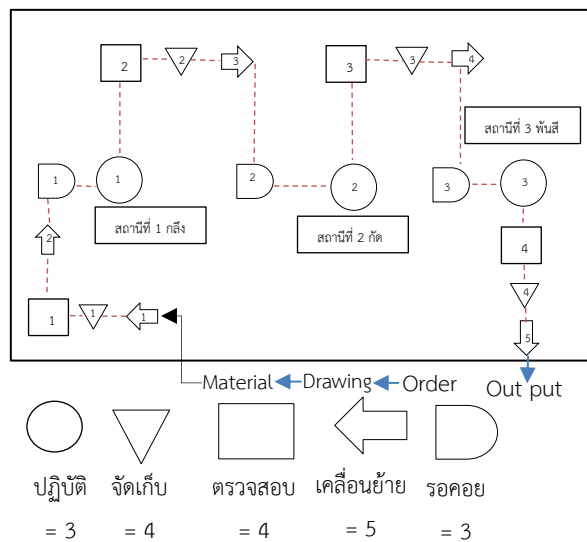 2 2 3 3 3 4
สถานีที่ 3 พ้นสี
1 1 2 2 3 3
สถานีที่ 1 กลึง
สถานีที่ 2 กัด
2
4
1 1 1
4
5
Material Drawing Order
Out put
ปฏิบัติ จัดเก็บ ตรวจสอบ เคลื่อนย้าย รอคอย
= 3 = 4 = 4 = 5 = 3